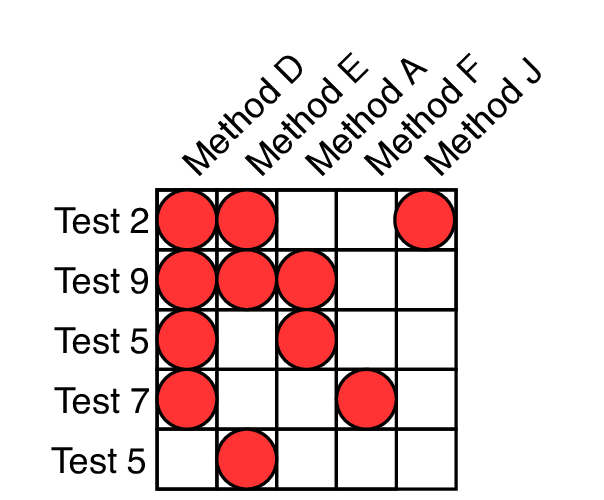 Method D
Method E
Method A
Method F
Method J
Test 2
Test 9
Test 5
Test 7
Test 5